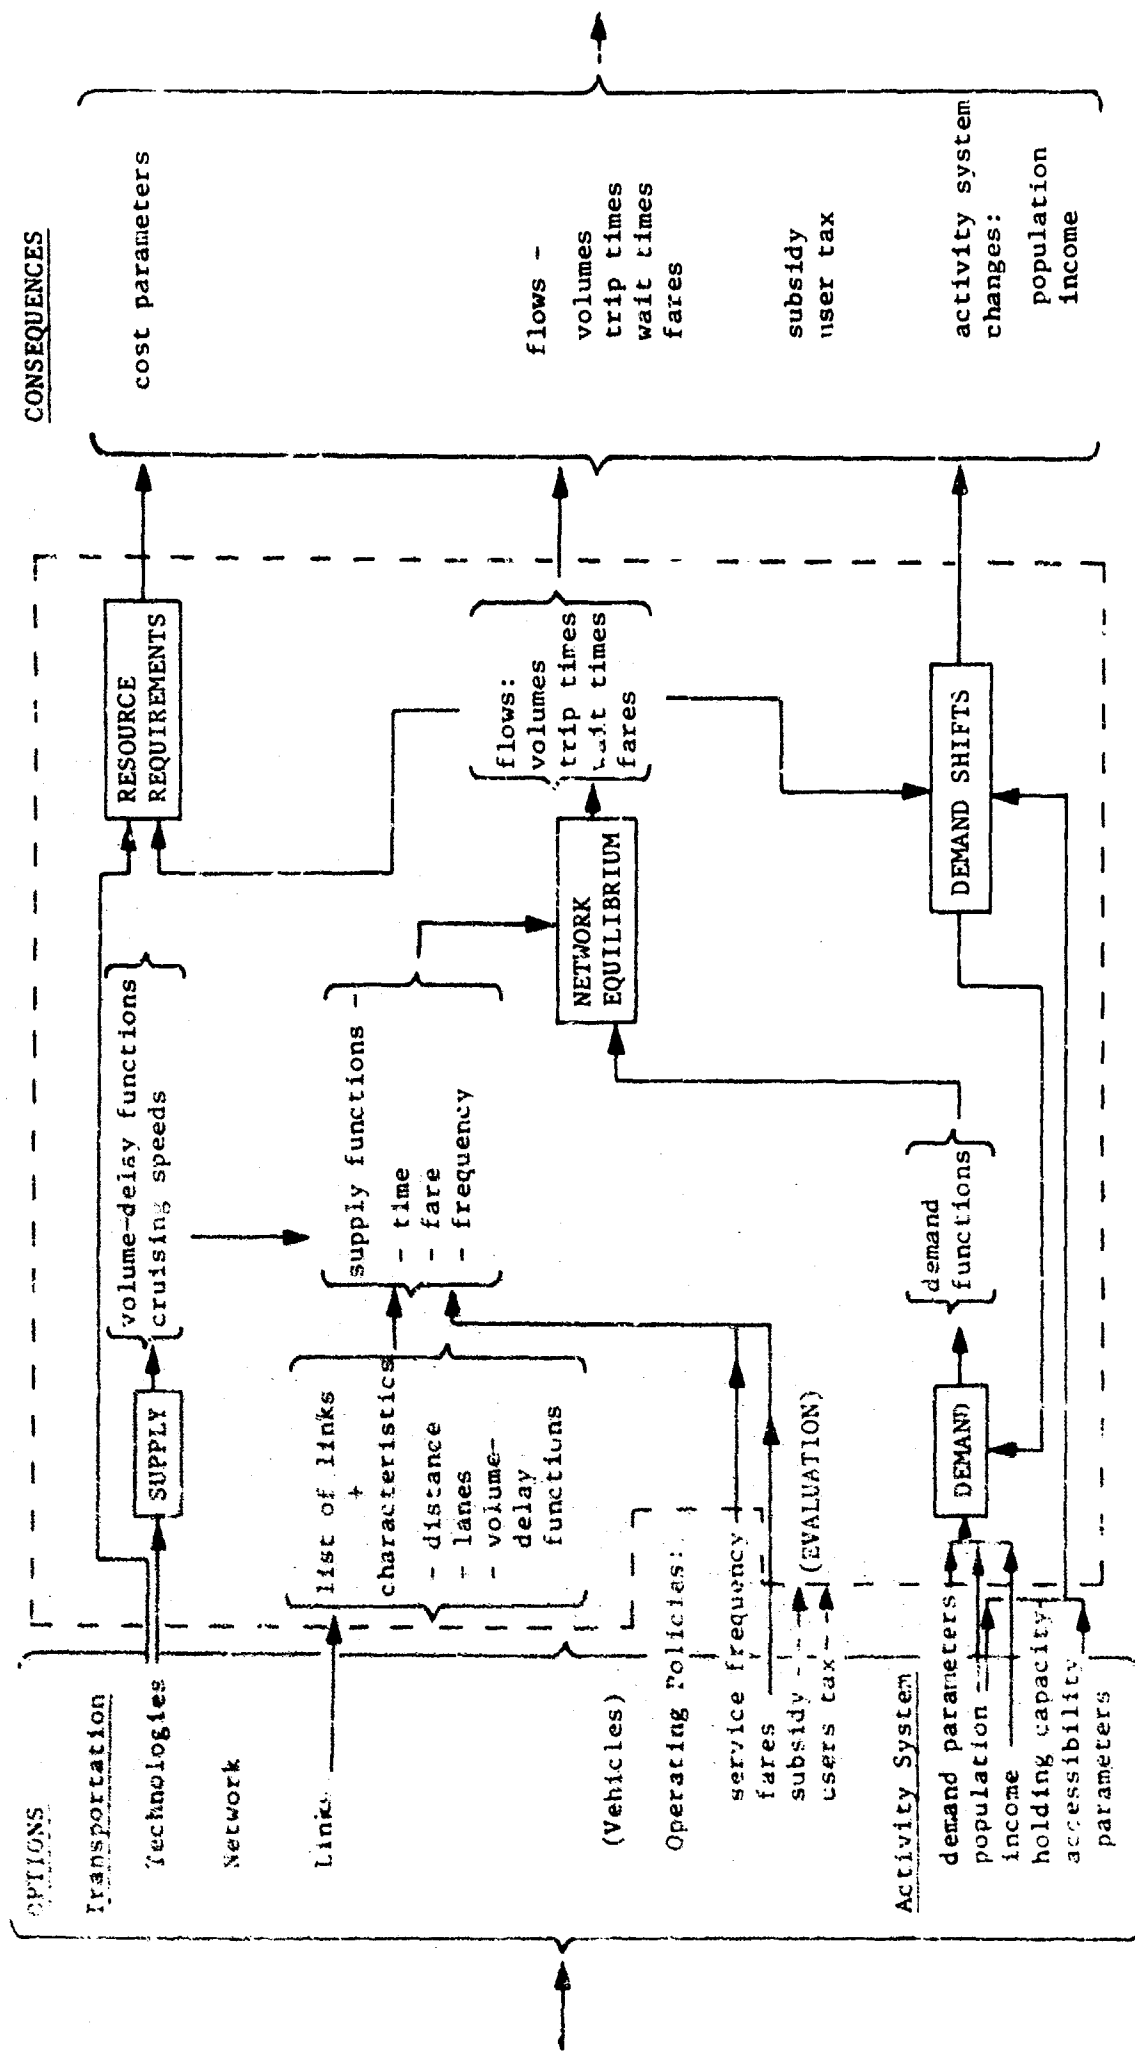 OPTIONS
Transportation
Technologies
Network
Links
(Vehicles)
Operating Policies:
service frequency
fares
subsidy
users tax
(EVALUATION)
Activity System
demand parameters
population
income
holding capacity
accessibility
parameters
SUPPLY
volume-delay functions
cruising speeds
list of links
+
characteristics
- distance
- lanes
- volume-
delay
functions
supply functions -
- time
- fare
- frequency
DEMAND
demand
functions
NETWORK
EQUILIBRIUM
flows:
volumes
trip times
wait times
fares
RESOURCE
REQUIREMENTS
DEMAND SHIFTS
CONSEQUENCES
cost parameters
flows -
volumes
trip times
wait times
fares
subsidy
user tax
activity system
changes:
population
income